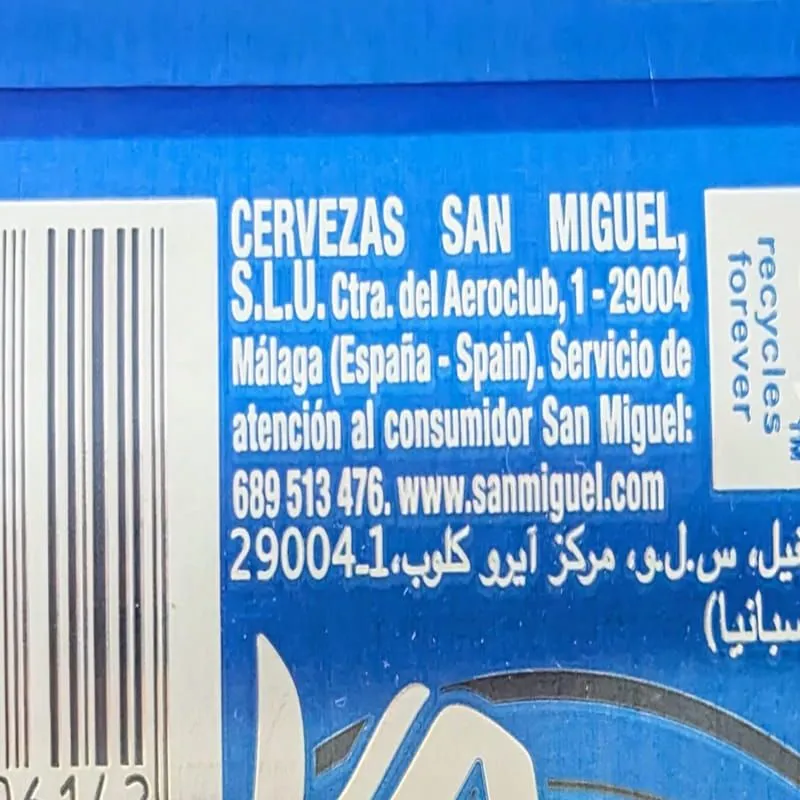 CERVEZAS SAN MIGUEL,
S.L.U. Ctra. del Aeroclub, 1 - 29004
Málaga (España - Spain). Servicio de
atención al consumidor San Miguel:
689 513 476. www.sanmiguel.com
س.ل.و، مركز آيرو كلوب،1-29004
recycles
forever
TM